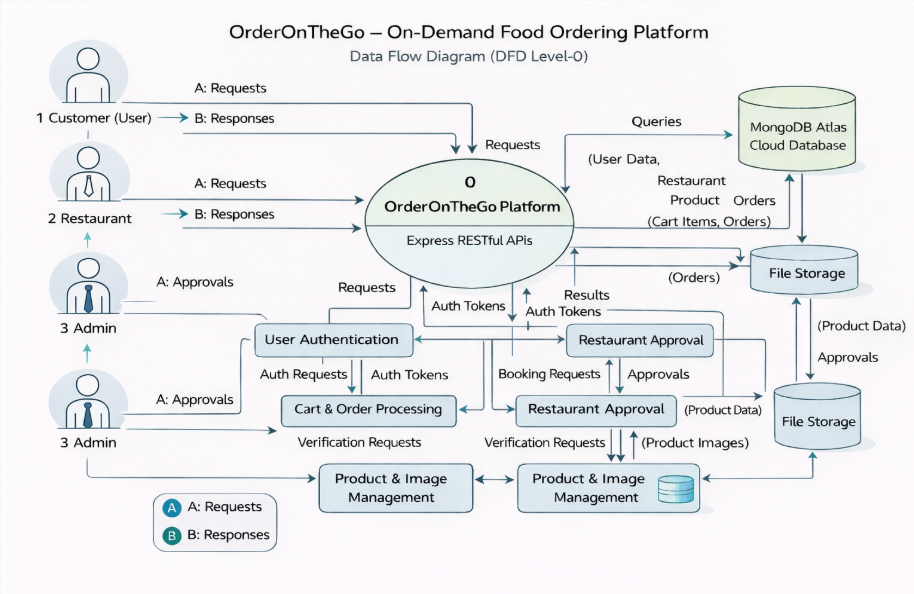 OrderOnTheGo – On-Demand Food Ordering Platform
Data Flow Diagram (DFD Level-0)
A: Requests
1 Customer (User)
B: Responses
Requests
Queries
MongoDB Atlas
Cloud Database
(User Data,
Restaurant
Product Orders
(Cart Items, Orders)
A: Requests
2 Restaurant
B: Responses
0
OrderOnTheGo Platform
Express RESTful APIs
A: Approvals
3 Admin
Requests
Auth Tokens
Results
Auth Tokens
(Orders)
File Storage
(Product Data)
Approvals
User Authentication
Restaurant Approval
Auth Requests
Auth Tokens
Booking Requests
Approvals
A: Approvals
3 Admin
Cart & Order Processing
Restaurant Approval
(Product Data)
File Storage
Verification Requests
Verification Requests
(Product Images)
Product & Image
Management
Product & Image
Management
A A: Requests
B B: Responses